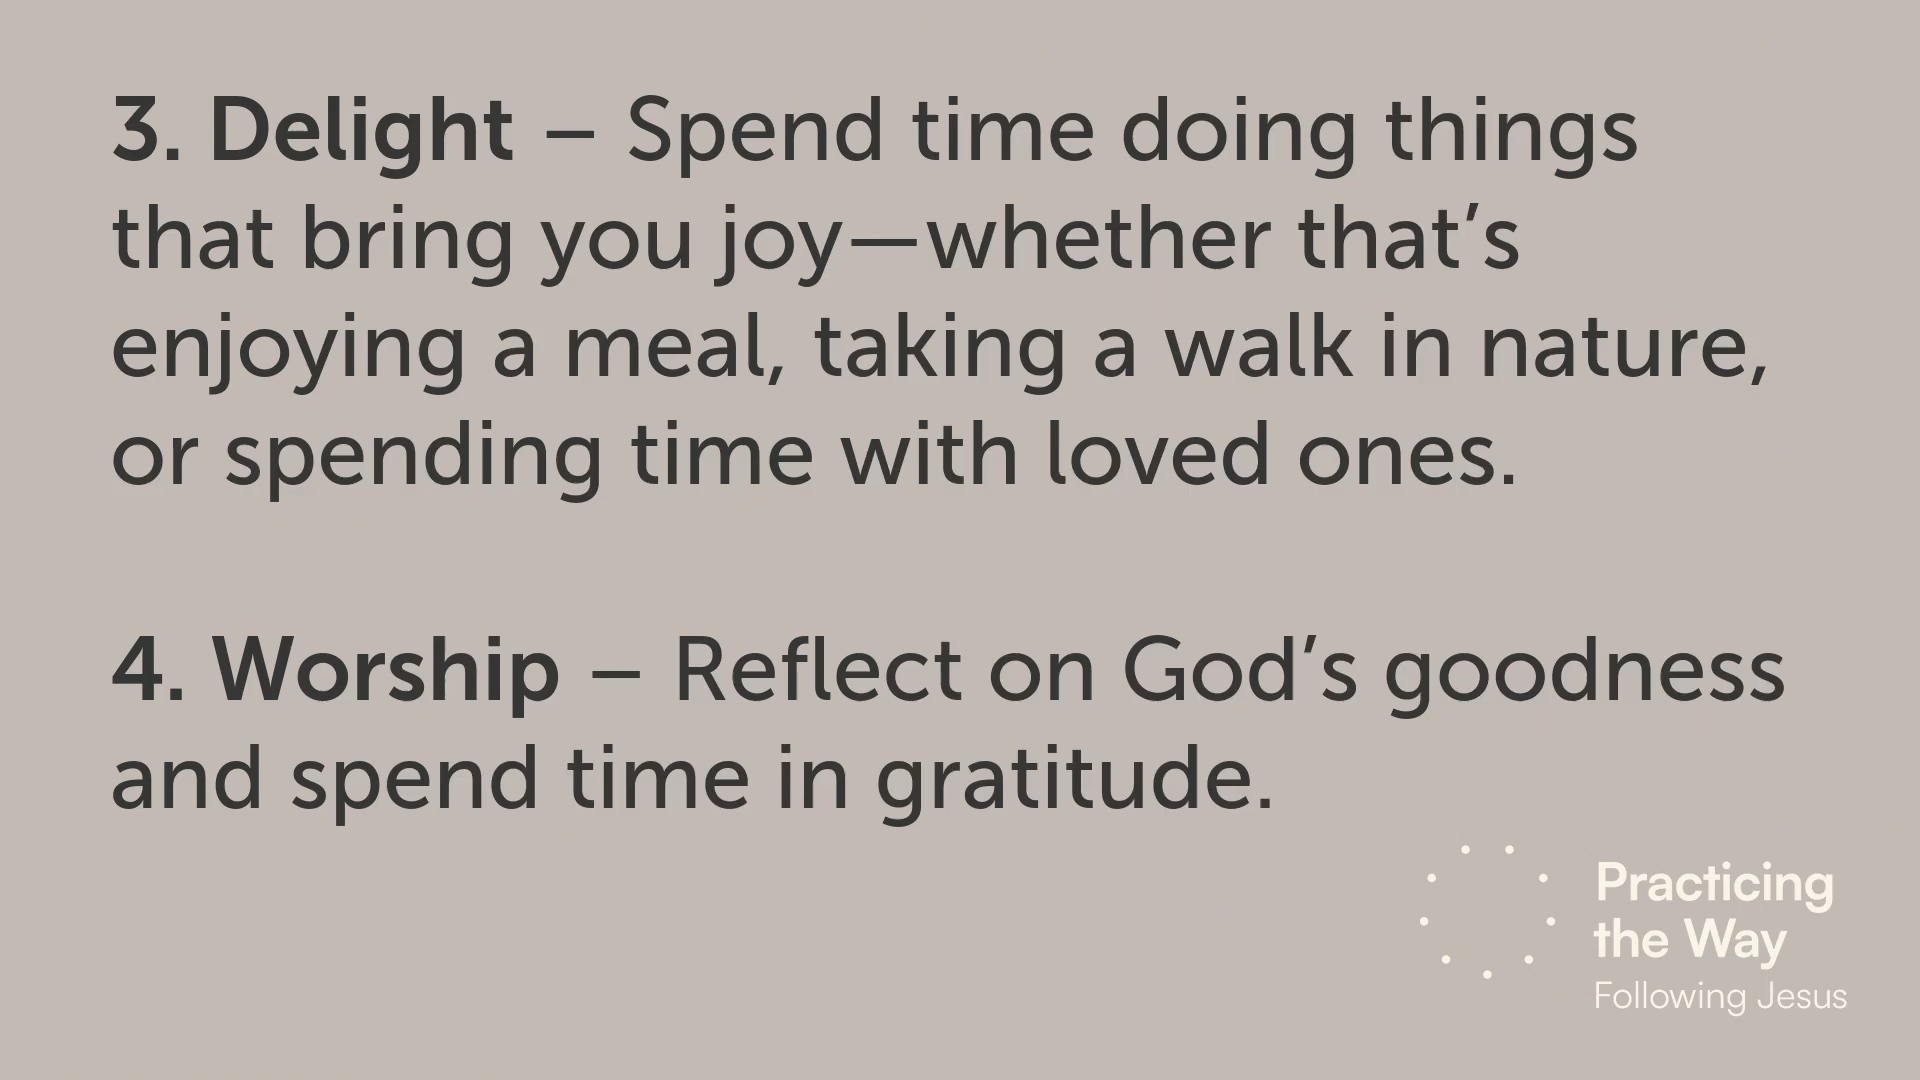 3. Delight – Spend time doing things
that bring you joy—whether that’s
enjoying a meal, taking a walk in nature,
or spending time with loved ones.
4. Worship – Reflect on God’s goodness
and spend time in gratitude.
Practicing
the Way
Following Jesus